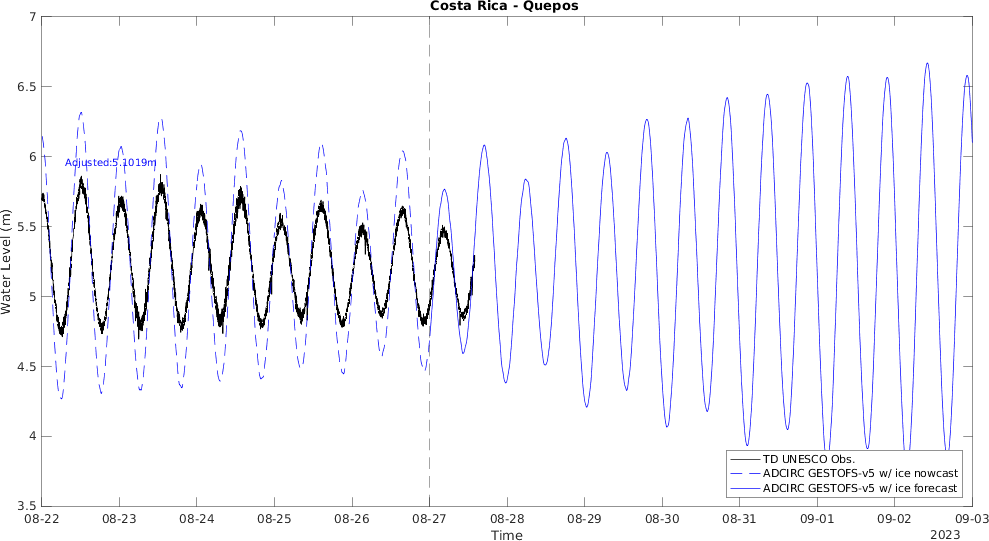 Costa Rica - Quepos
7
6.5
6
5.5
5
4.5
4
3.5
Water Level (m)
Adjusted:5.1019m
TD UNESCO Obs.
ADCIRC GESTOFS-v5 w/ ice nowcast
ADCIRC GESTOFS-v5 w/ ice forecast
08-22 08-23 08-24 08-25 08-26 08-27 08-28 08-29 08-30 08-31 09-01 09-02 09-03
Time
2023